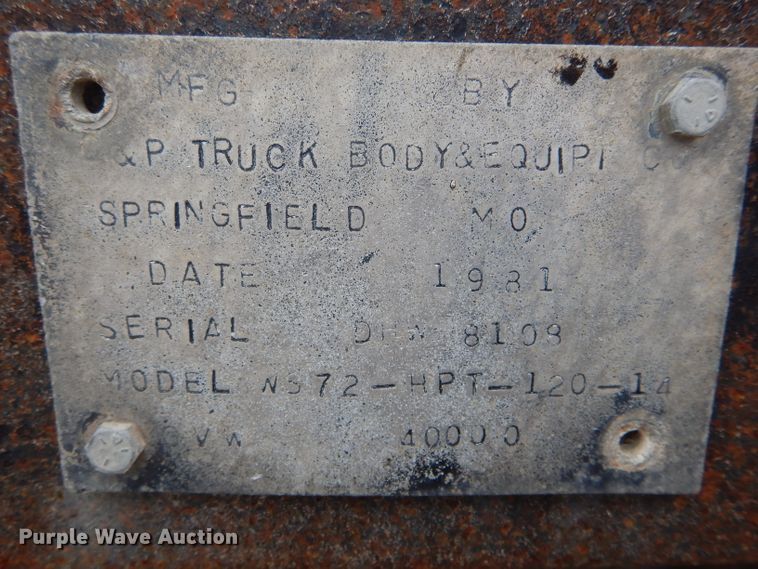 MFG BY
&P TRUCK BODY&EQUIP CO
SPRINGFIELD MO
DATE 1981
SERIAL 8108
MODEL WS72-HPT-120-14
40000
Purple Wave Auction